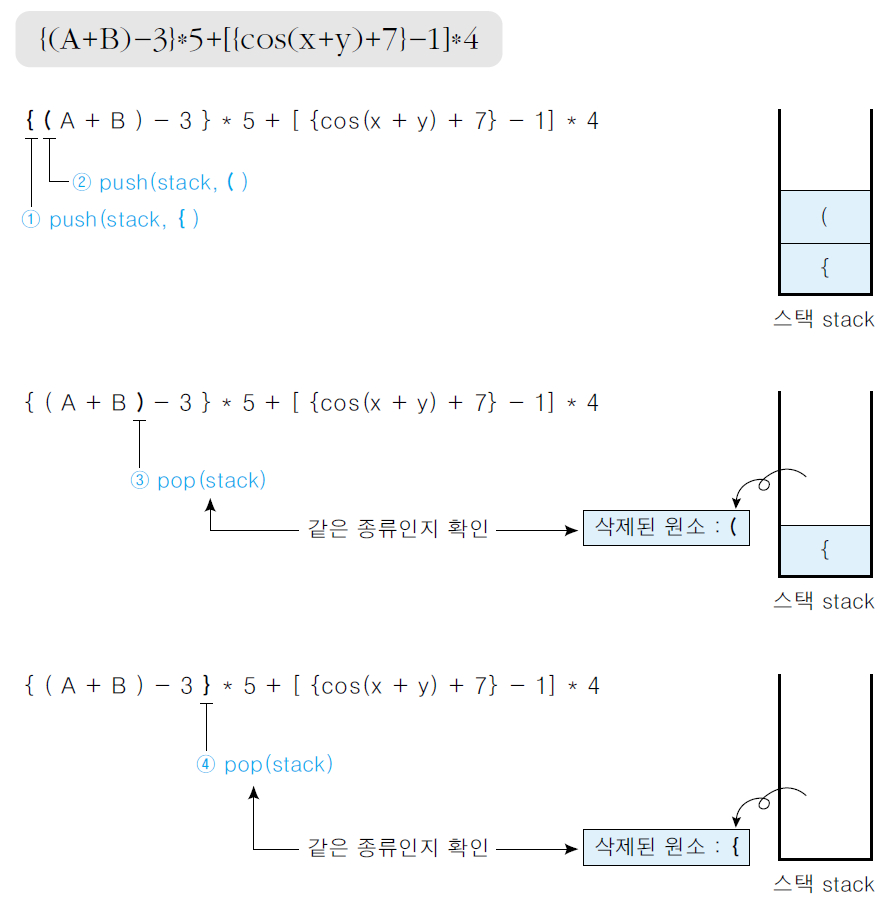 {(A+B)-3}*5+[{cos(x+y)+7}-1]*4
{ ( A + B ) - 3 } * 5 + [ {cos(x + y) + 7} - 1] * 4
② push(stack, ( )
① push(stack, { )
(
{
스택 stack
{ ( A + B ) - 3 } * 5 + [ {cos(x + y) + 7} - 1] * 4
③ pop(stack)
같은 종류인지 확인
삭제된 원소 : (
{
스택 stack
{ ( A + B ) - 3 } * 5 + [ {cos(x + y) + 7} - 1] * 4
④ pop(stack)
같은 종류인지 확인
삭제된 원소 : {
스택 stack